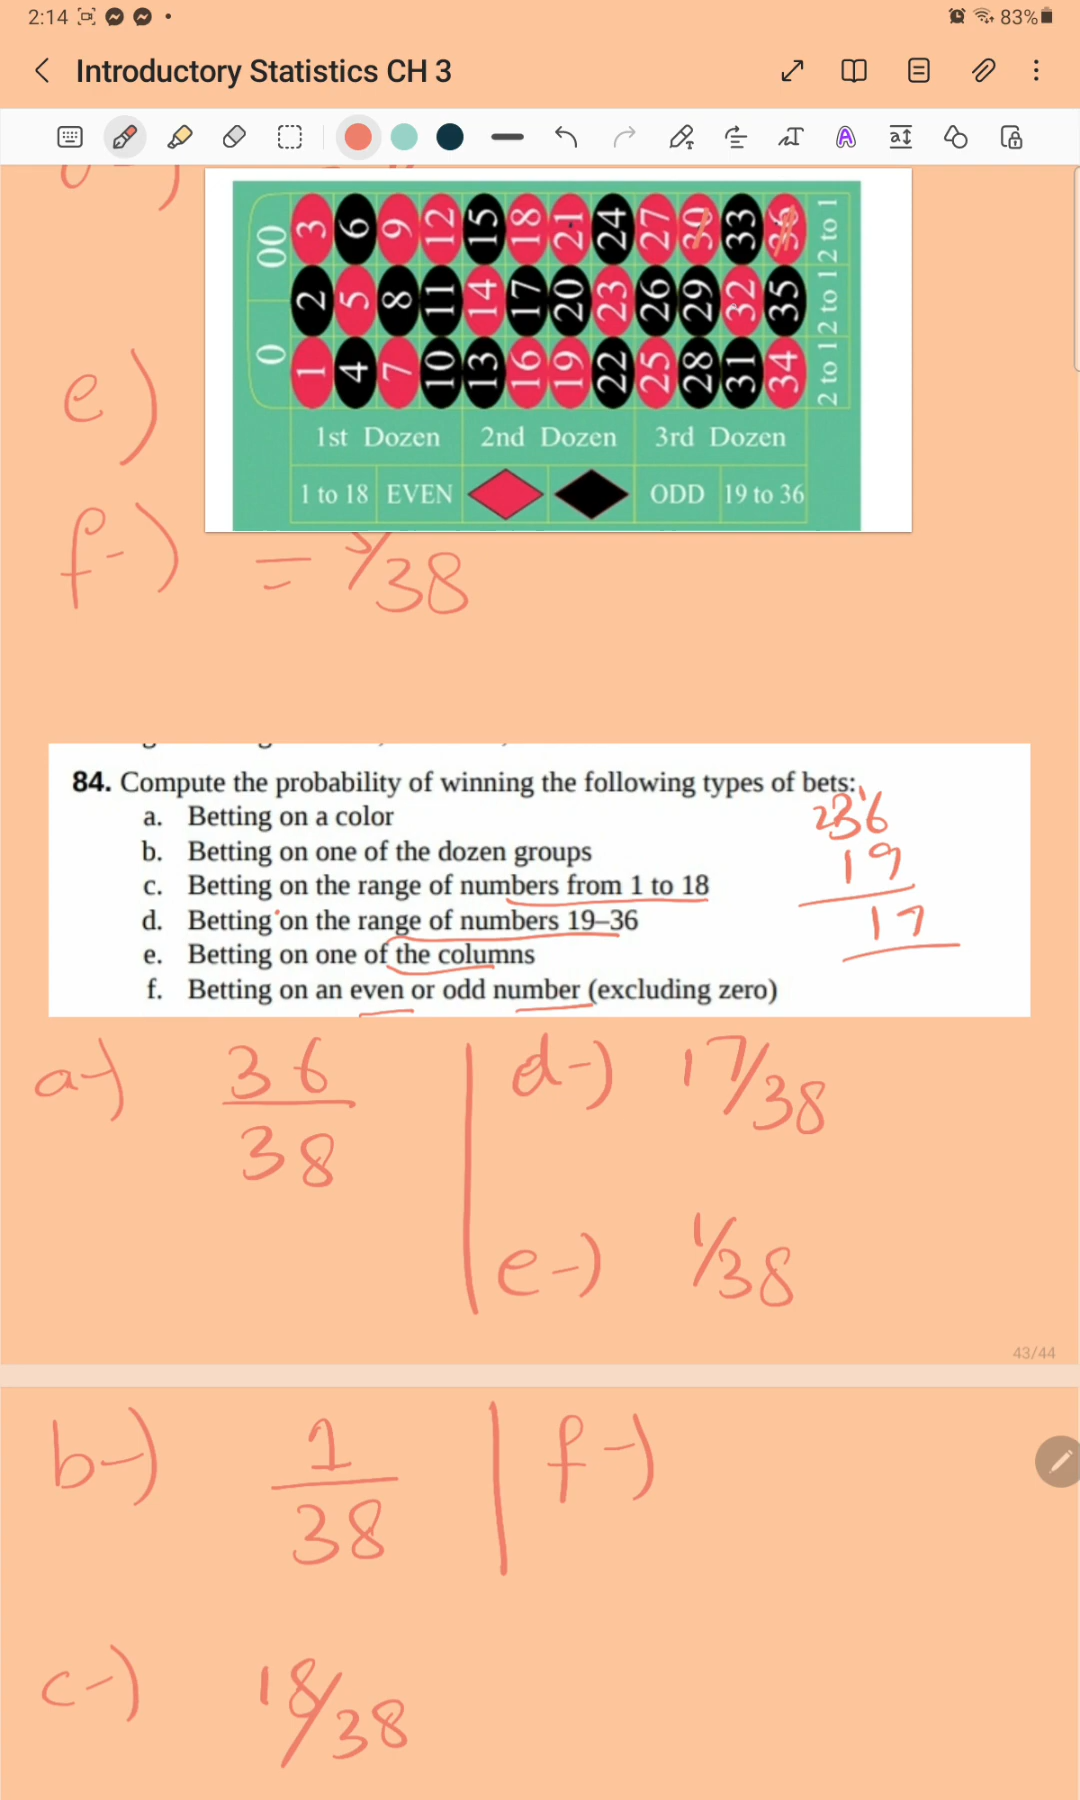 2:14
83%
Introductory Statistics CH 3
00 3 6 9 12 15 18 21 24 27 30 33 36 2 to 1
2 5 8 11 14 17 20 23 26 29 32 35 2 to 1
0 1 4 7 10 13 16 19 22 25 28 31 34 2 to 1
1st Dozen 2nd Dozen 3rd Dozen
1 to 18 EVEN ODD 19 to 36
e)
f-) = /38
84. Compute the probability of winning the following types of bets:
a. Betting on a color
b. Betting on one of the dozen groups
c. Betting on the range of numbers from 1 to 18
d. Betting on the range of numbers 19–36
e. Betting on one of the columns
f. Betting on an even or odd number (excluding zero)
36
19
17
a-) 36
38
d-) 17/38
e-) 1/38
43/44
b-) 1
38
f-)
c-) 18/38